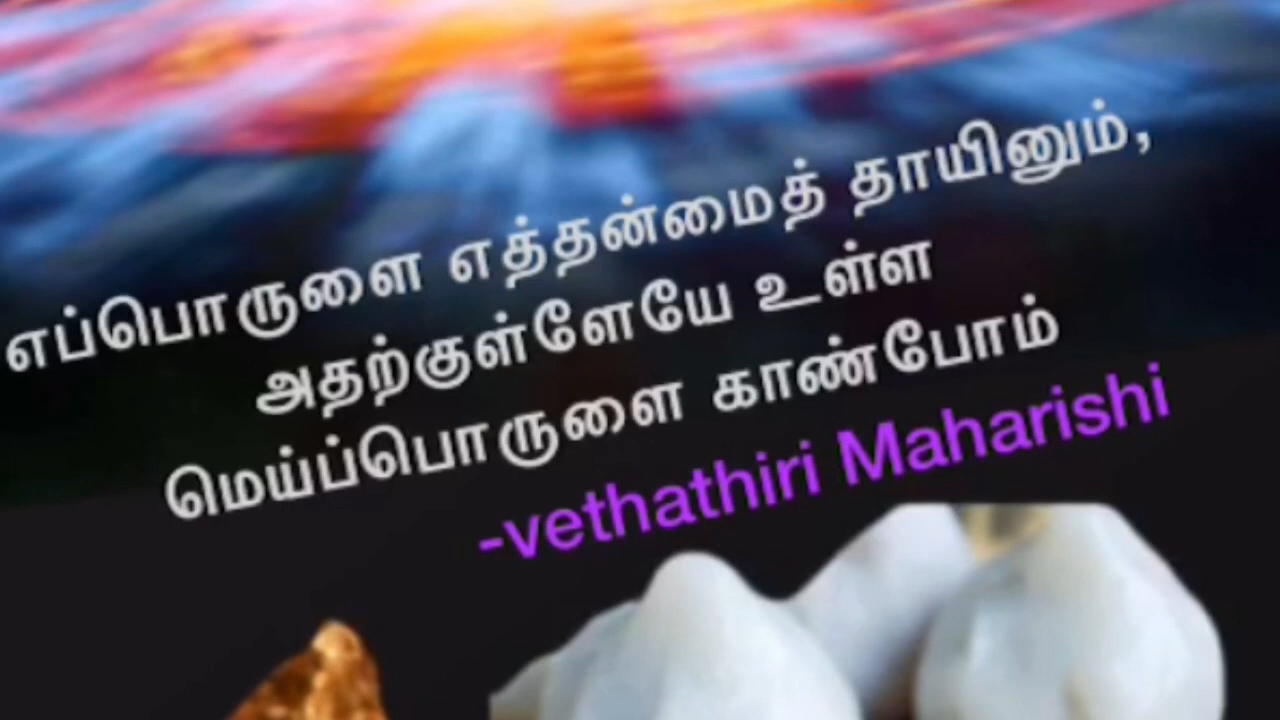 எப்பொருளை எத்தன்மைத் தாயினும்,
அதற்குள்ளேயே உள்ள
மெய்ப்பொருளை காண்போம்
-vethathiri Maharishi